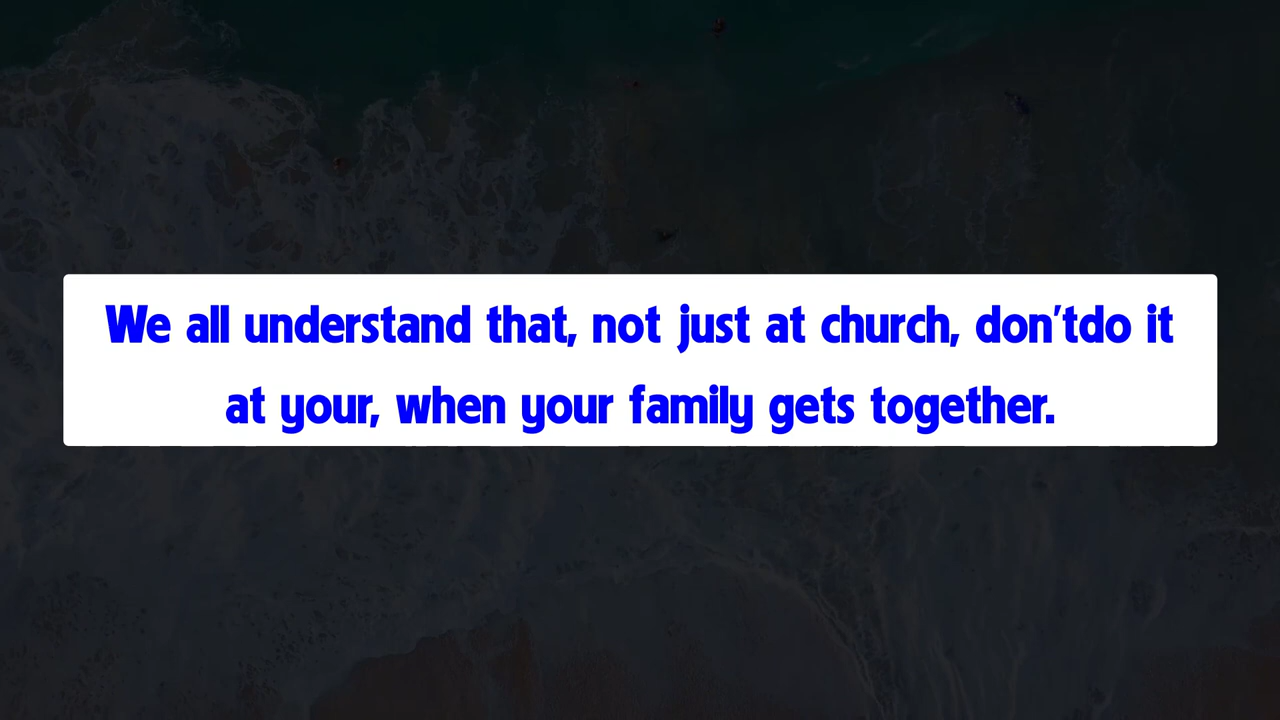 We all understand that, not just at church, don'tdo it
at your, when your family gets together.